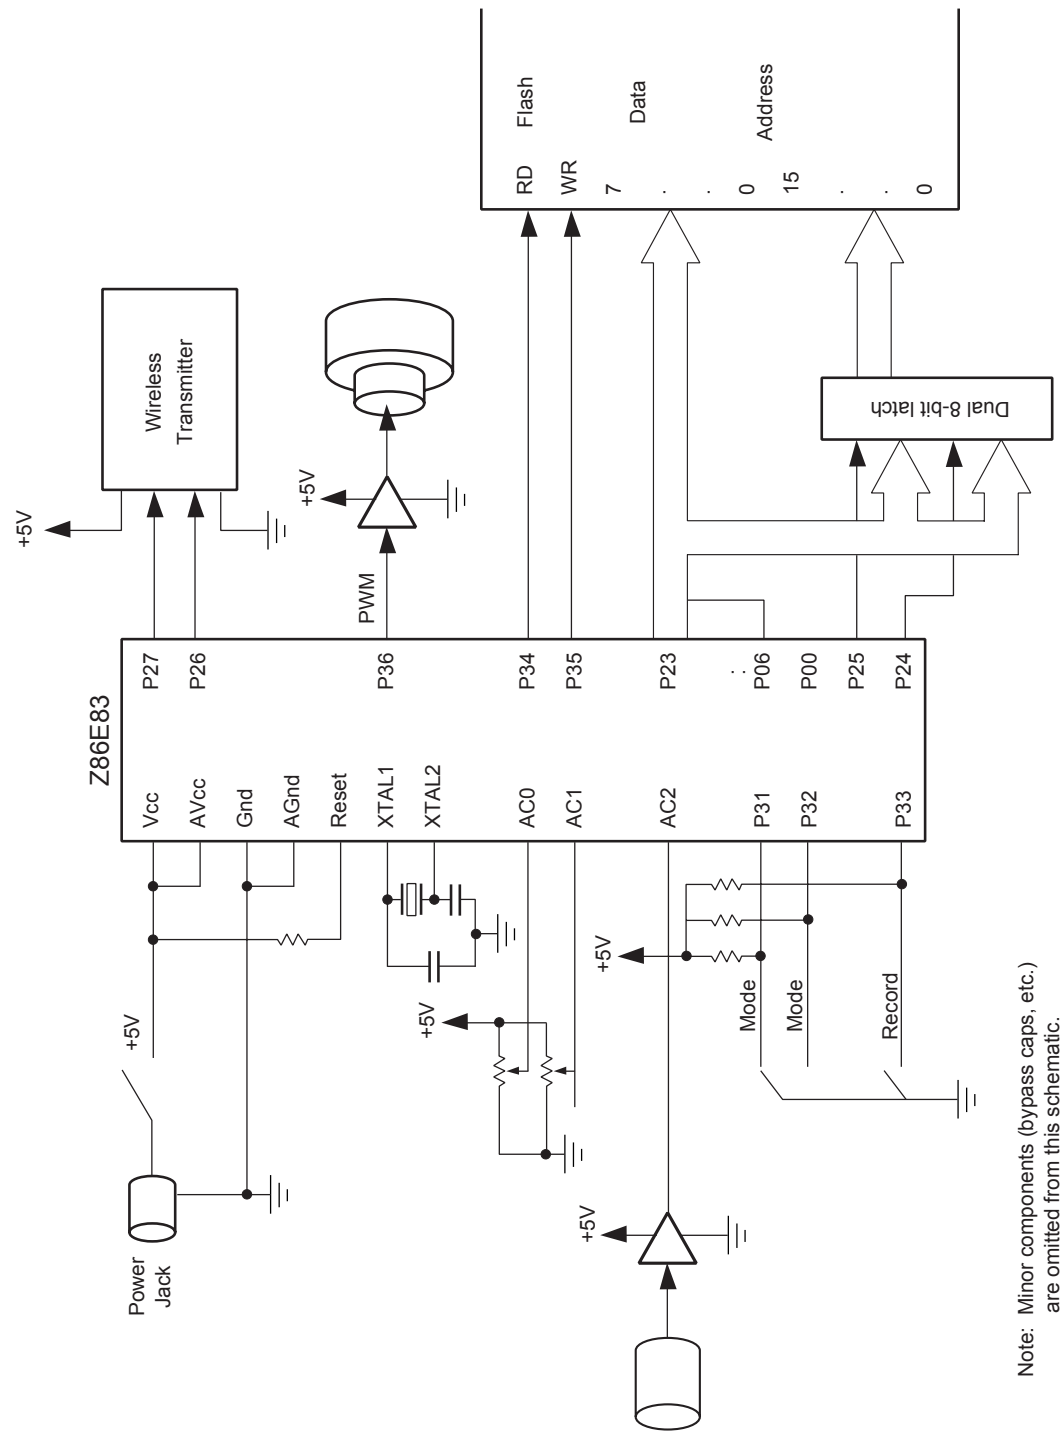 Z86E83
Power
Jack
+5V
Vcc
AVcc
Gnd
AGnd
Reset
XTAL1
XTAL2
+5V
AC0
AC1
+5V
AC2
+5V
Mode
P31
Mode
P32
Record
P33
P27
P26
P36
P34
P35
P23
. .
P06
P00
P25
P24
+5V
Wireless
Transmitter
PWM
+5V
Dual 8-bit latch
RD
Flash
WR
7
.
.
0
Data
15
.
.
0
Address
Note: Minor components (bypass caps, etc.)
are omitted from this schematic.